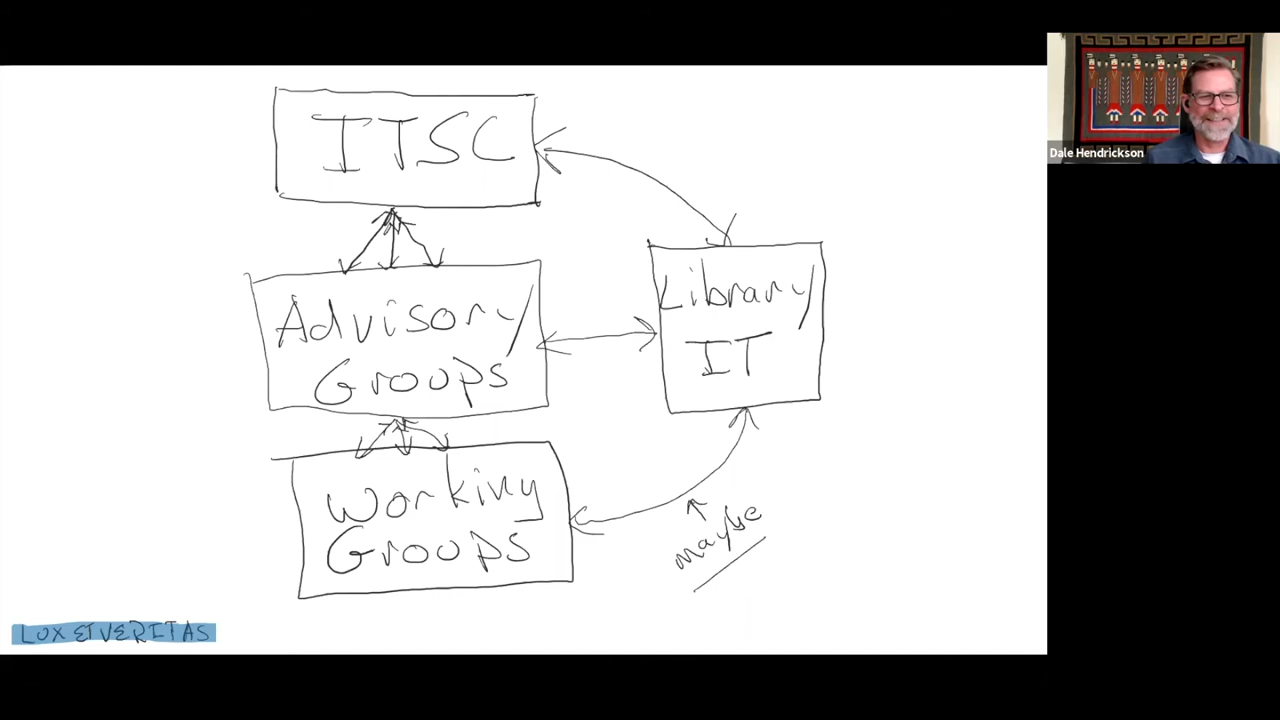 ITSC
Advisory
Groups
Library
IT
Working
Groups
maybe
LUX ET VERITAS
Dale Hendrickson